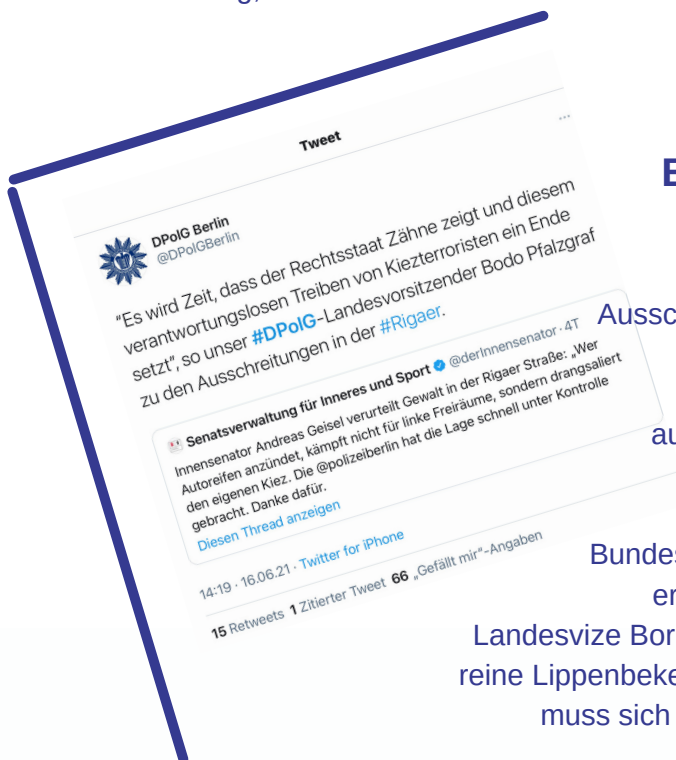 Tweet
DPolG Berlin
@DPolGBerlin
"Es wird Zeit, dass der Rechtsstaat Zähne zeigt und diesem
verantwortungslosen Treiben von Kiezterroristen ein Ende
setzt", so unser #DPolG-Landesvorsitzender Bodo Pfalzgraf
zu den Ausschreitungen in der #Rigaer.
Senatsverwaltung für Inneres und Sport @derInnensenator · 4T
Innensenator Andreas Geisel verurteilt Gewalt in der Rigaer Straße: „Wer
Autoreifen anzündet, kämpft nicht für linke Freiräume, sondern drangsaliert
den eigenen Kiez. Die @polizeiberlin hat die Lage schnell unter Kontrolle
gebracht. Danke dafür.
Diesen Thread anzeigen
14:19 · 16.06.21 · Twitter for iPhone
15 Retweets 1 Zitierter Tweet 66 „Gefällt mir"-Angaben
Aussc
au
Bundes
er
Landesvize Bor
reine Lippenbeke
muss sich